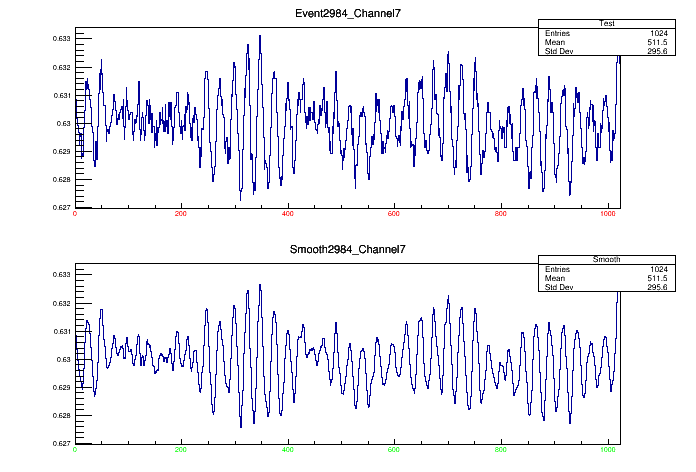 Event2984_Channel7
Test
Entries 1024
Mean 511.5
Std Dev 295.6
0.633
0.632
0.631
0.63
0.629
0.628
0.627
0 200 400 600 800 1000
Smooth2984_Channel7
Smooth
Entries 1024
Mean 511.5
Std Dev 295.6
0.633
0.632
0.631
0.63
0.629
0.628
0.627
0 200 400 600 800 1000